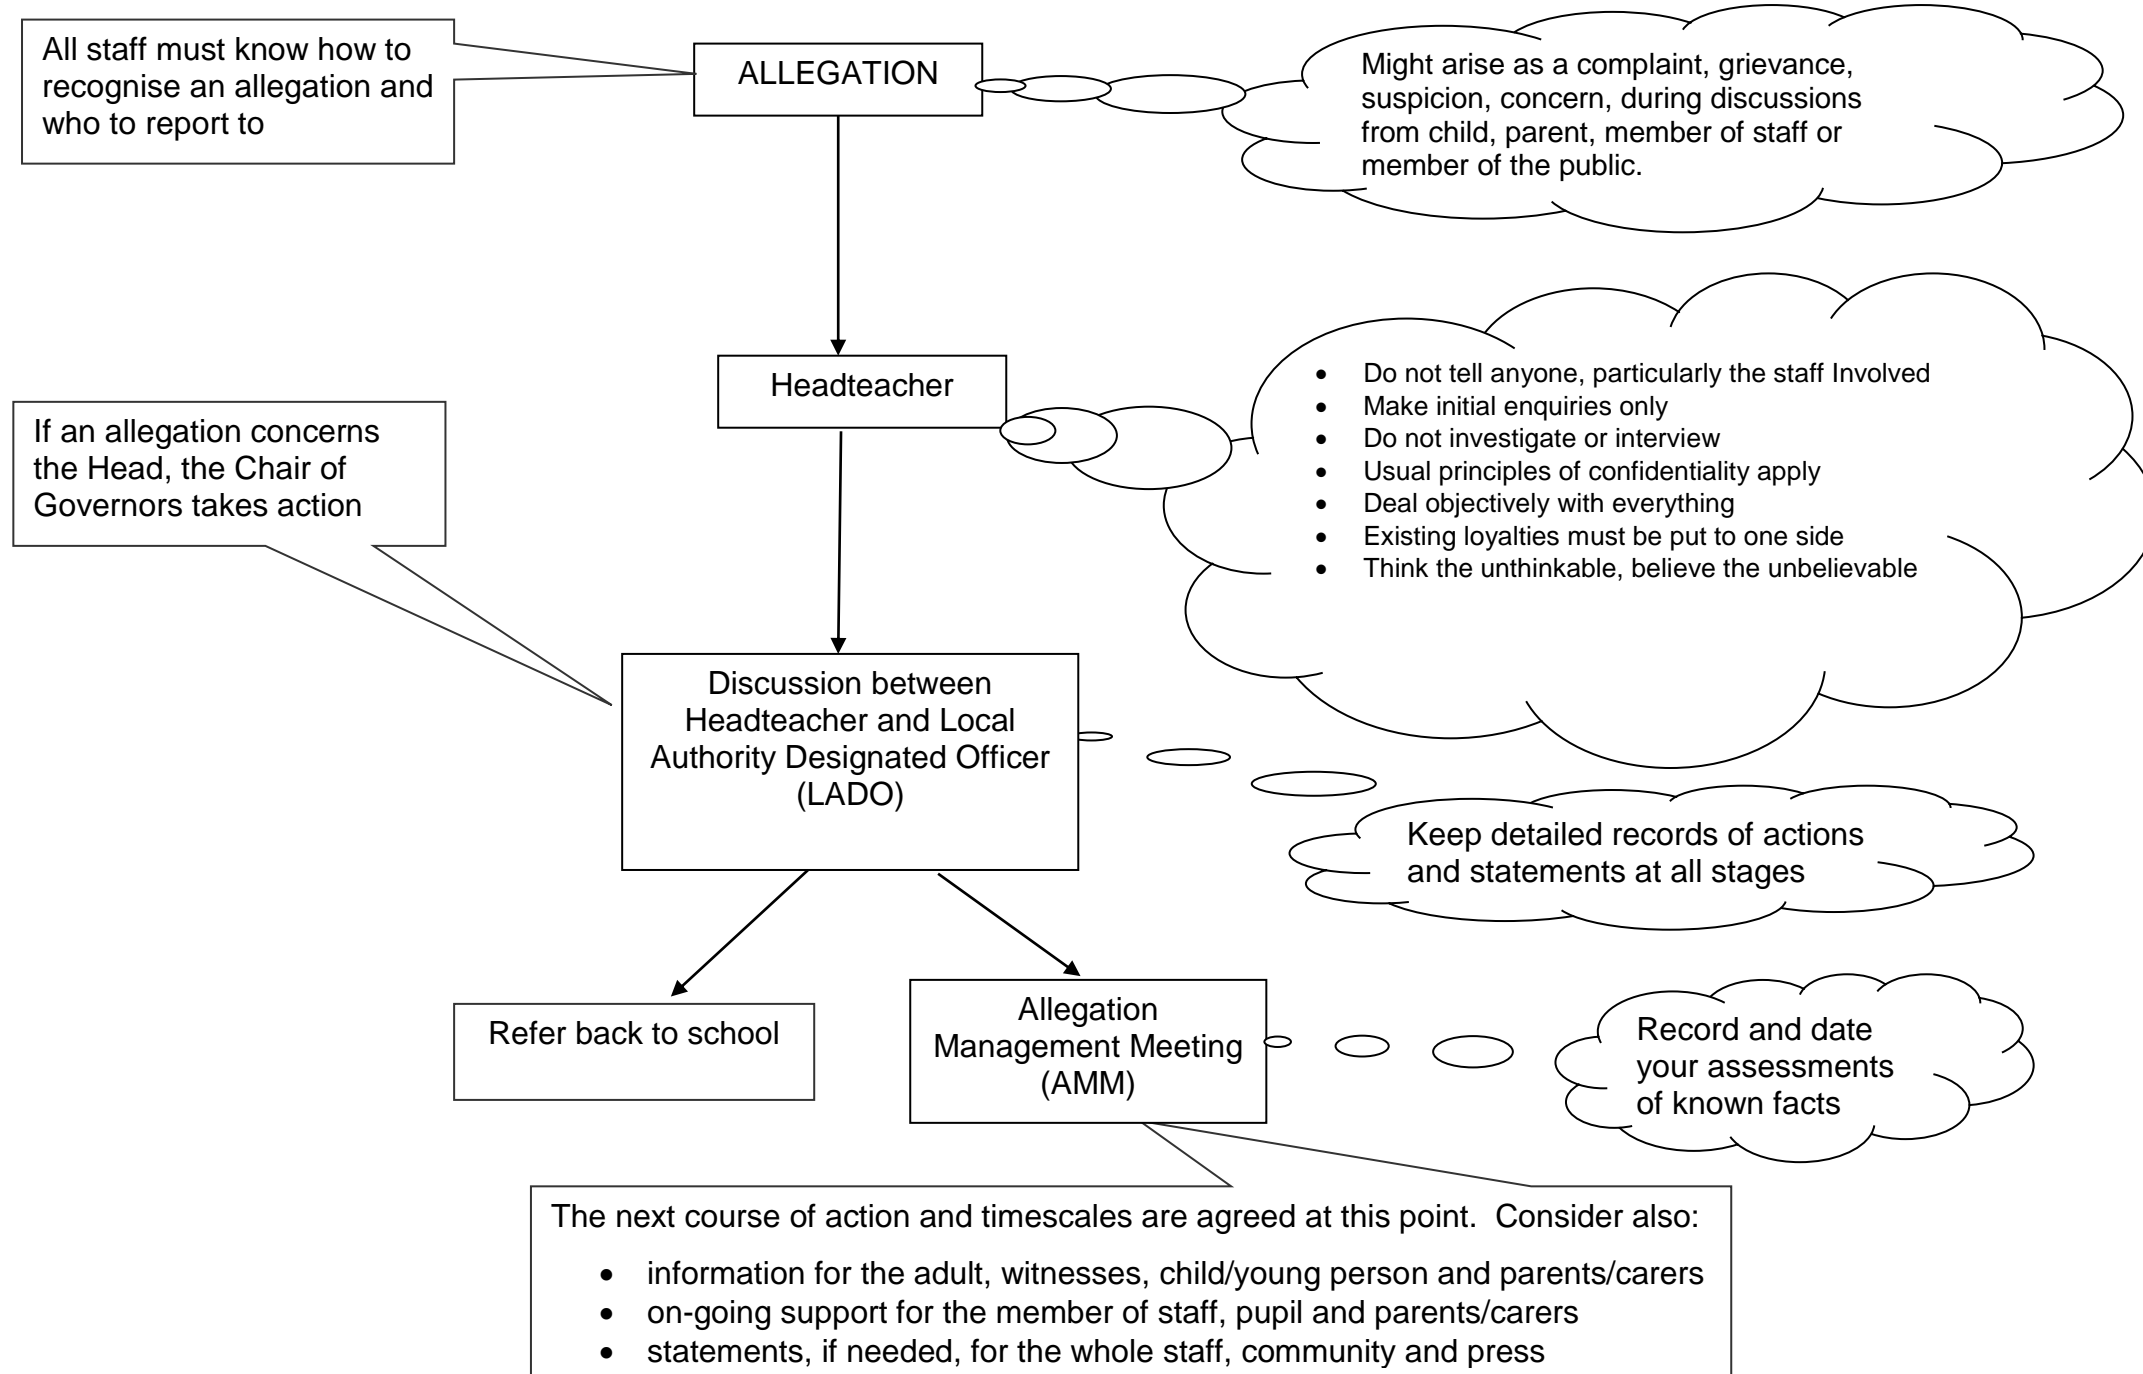 All staff must know how to
recognise an allegation and
who to report to
ALLEGATION
Might arise as a complaint, grievance,
suspicion, concern, during discussions
from child, parent, member of staff or
member of the public.
Headteacher
• Do not tell anyone, particularly the staff Involved
• Make initial enquiries only
• Do not investigate or interview
• Usual principles of confidentiality apply
• Deal objectively with everything
• Existing loyalties must be put to one side
• Think the unthinkable, believe the unbelievable
If an allegation concerns
the Head, the Chair of
Governors takes action
Discussion between
Headteacher and Local
Authority Designated Officer
(LADO)
Keep detailed records of actions
and statements at all stages
Refer back to school
Allegation
Management Meeting
(AMM)
Record and date
your assessments
of known facts
The next course of action and timescales are agreed at this point.  Consider also:
• information for the adult, witnesses, child/young person and parents/carers
• on-going support for the member of staff, pupil and parents/carers
• statements, if needed, for the whole staff, community and press